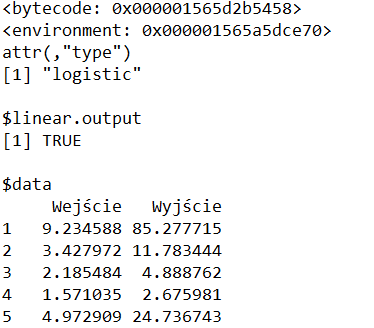 <bytecode: 0x000001565d2b5458>
<environment: 0x000001565a5dce70>
attr(,"type")
[1] "logistic"

$linear.output
[1] TRUE

$data
    Wejście   Wyjście
1  9.234588 85.277715
2  3.427972 11.783444
3  2.185484  4.888762
4  1.571035  2.675981
5  4.972909 24.736743